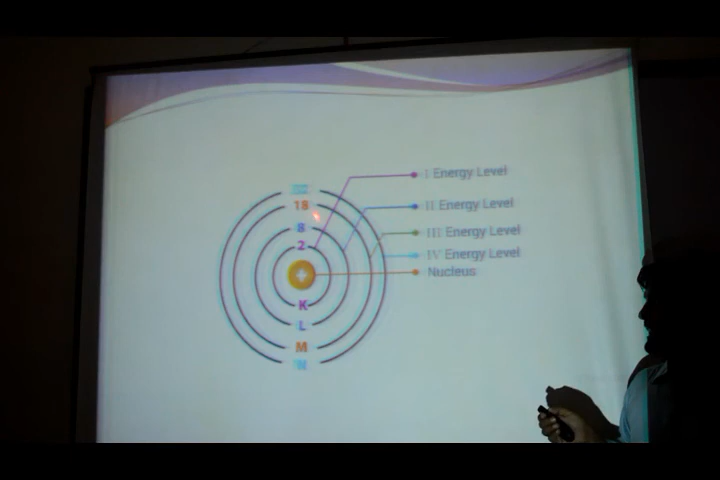 I Energy Level
18
II Energy Level
8
III Energy Level
2
IV Energy Level
+
Nucleus
K
L
M
N